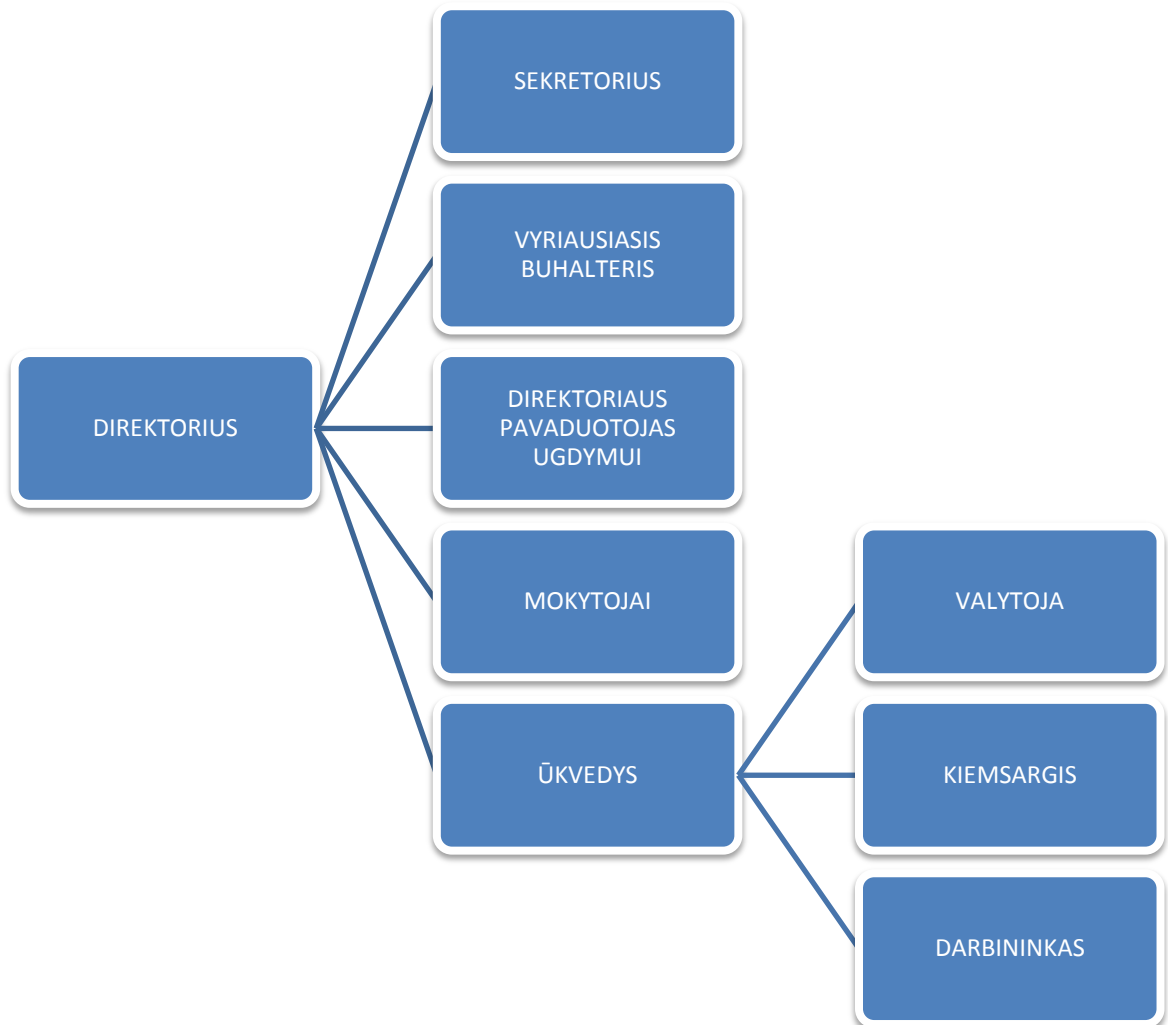 SEKRETORIUS
VYRIAUSIASIS
BUHALTERIS
DIREKTORIUS
DIREKTORIAUS
PAVADUOTOJAS
UGDYMUI
MOKYTOJAI
VALYTOJA
ŪKVEDYS
KIEMSARGIS
DARBININKAS